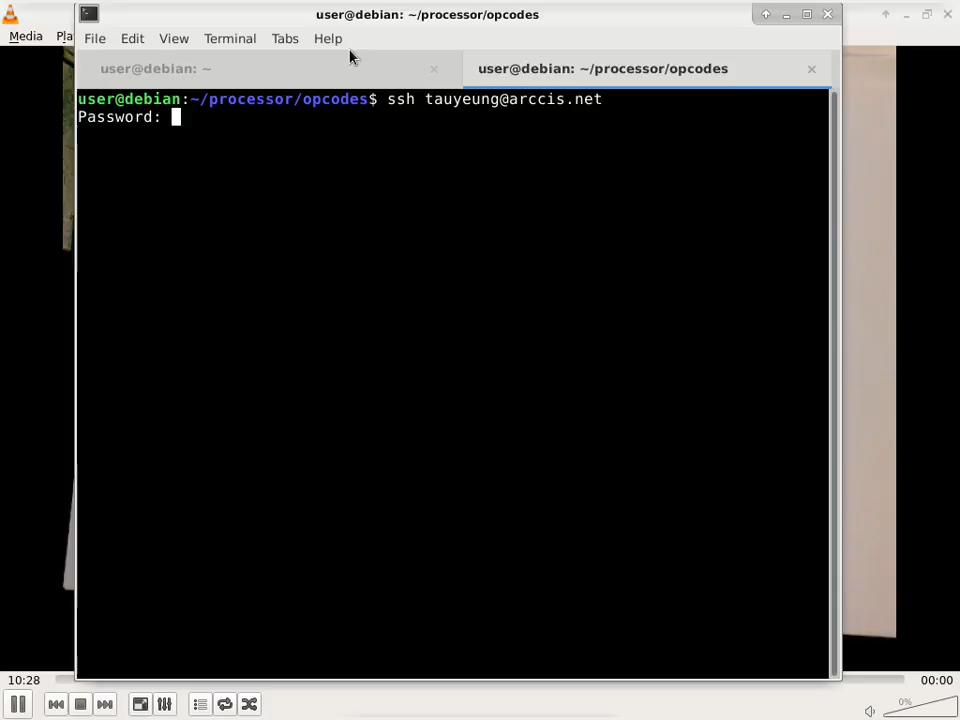 user@debian: ~/processor/opcodes
Media
File Edit View Terminal Tabs Help
user@debian: ~
user@debian: ~/processor/opcodes
user@debian:~/processor/opcodes$ ssh tauyeung@arccis.net
Password:
10:28
00:00
0%